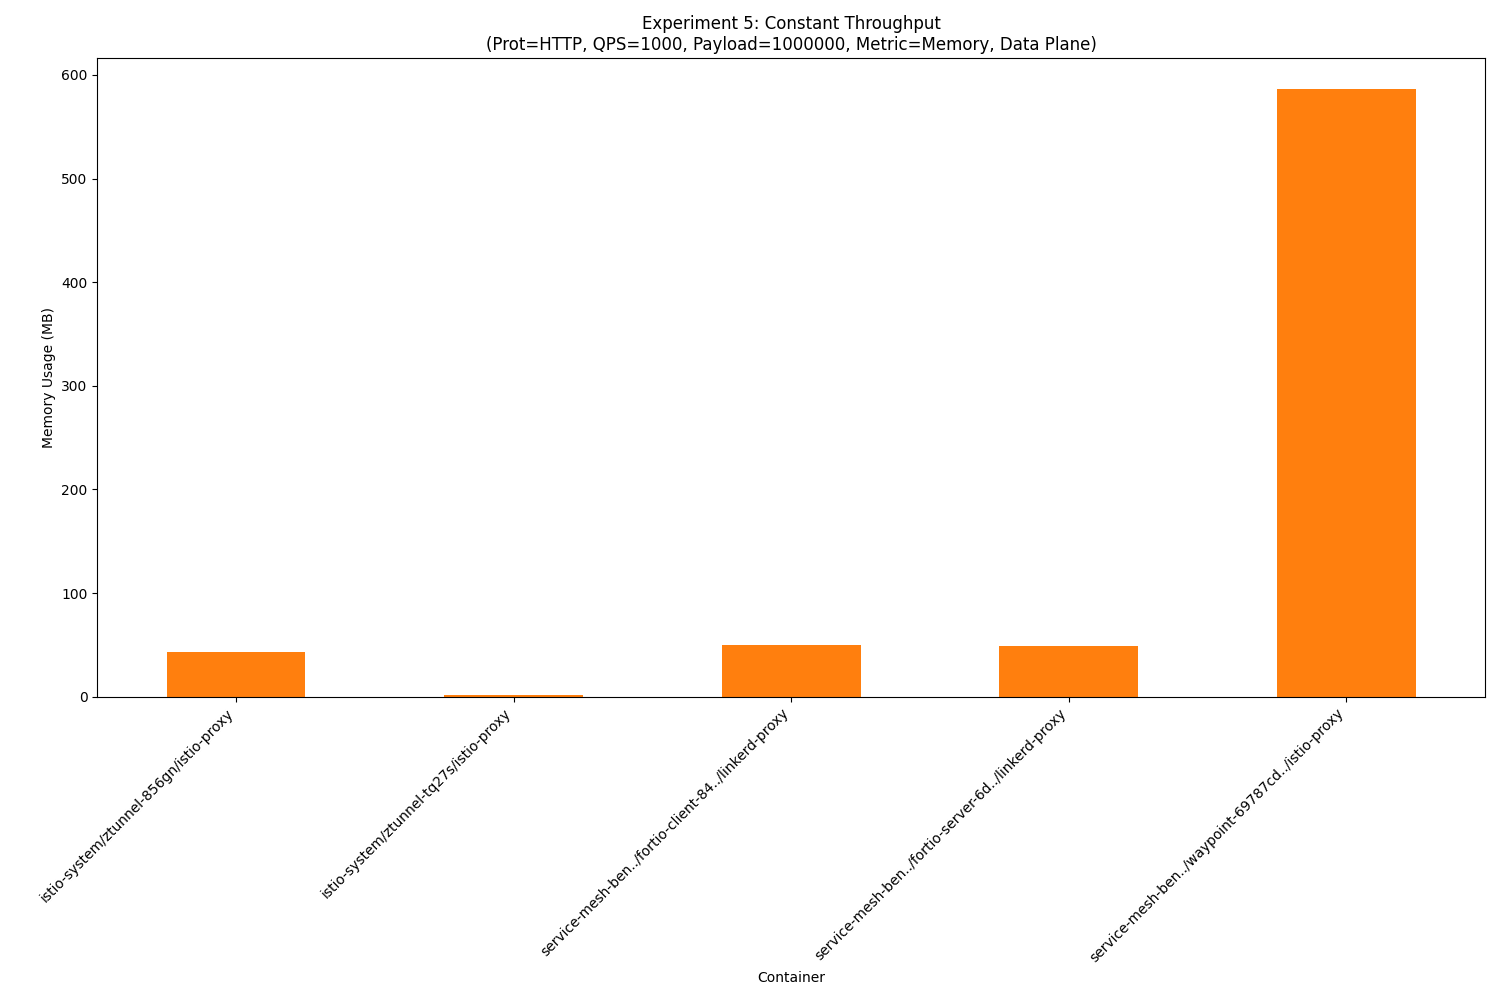 Experiment 5: Constant Throughput
(Prot=HTTP, QPS=1000, Payload=1000000, Metric=Memory, Data Plane)
Memory Usage (MB)
600
500
400
300
200
100
0
istio-system/ztunnel-856gn/istio-proxy
istio-system/ztunnel-tq27s/istio-proxy
service-mesh-ben../fortio-client-84../linkerd-proxy
service-mesh-ben../fortio-server-6d../linkerd-proxy
service-mesh-ben../waypoint-69787cd../istio-proxy
Container